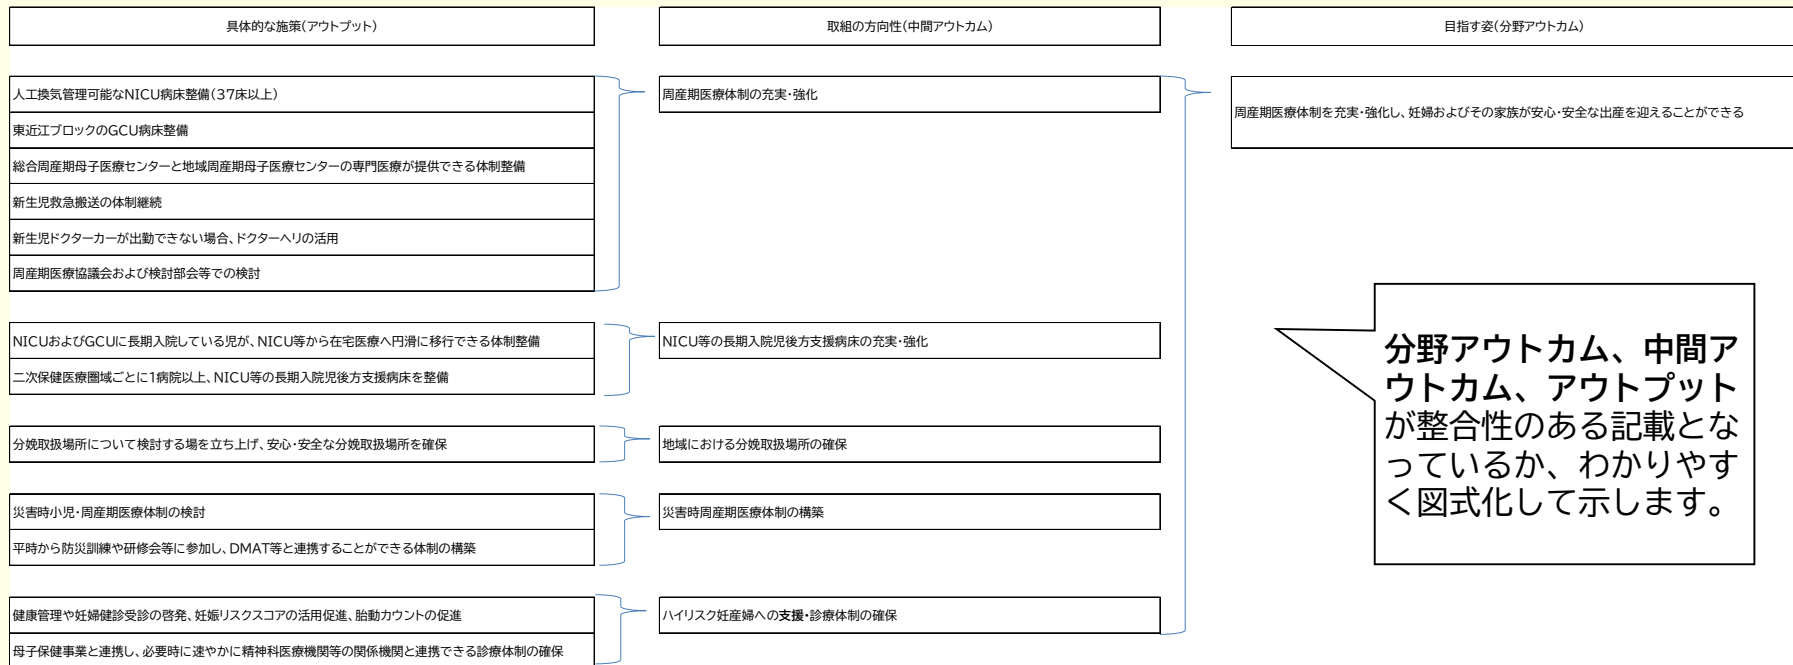 具体的な施策(アウトプット)
取組の方向性(中間アウトカム)
目指す姿(分野アウトカム)
人工換気管理可能なNICU病床整備(37床以上)
東近江ブロックのGCU病床整備
総合周産期母子医療センターと地域周産期母子医療センターの専門医療が提供できる体制整備
新生児救急搬送の体制継続
新生児ドクターカーが出動できない場合、ドクターヘリの活用
周産期医療協議会および検討部会等での検討
周産期医療体制の充実・強化
周産期医療体制を充実・強化し、妊婦およびその家族が安心・安全な出産を迎えることができる
NICUおよびGCUに長期入院している児が、NICU等から在宅医療へ円滑に移行できる体制整備
二次保健医療圏域ごとに1病院以上、NICU等の長期入院児後方支援病床を整備
NICU等の長期入院児後方支援病床の充実・強化
分娩取扱場所について検討する場を立ち上げ、安心・安全な分娩取扱場所を確保
地域における分娩取扱場所の確保
災害時小児・周産期医療体制の検討
平時から防災訓練や研修会等に参加し、DMAT等と連携することができる体制の構築
災害時周産期医療体制の構築
健康管理や妊婦健診受診の啓発、妊娠リスクスコアの活用促進、胎動カウントの促進
母子保健事業と連携し、必要時に速やかに精神科医療機関等の関係機関と連携できる診療体制の確保
ハイリスク妊産婦への支援・診療体制の確保
分野アウトカム、中間ア
ウトカム、アウトプット
が整合性のある記載とな
っているか、わかりやす
く図式化して示します。